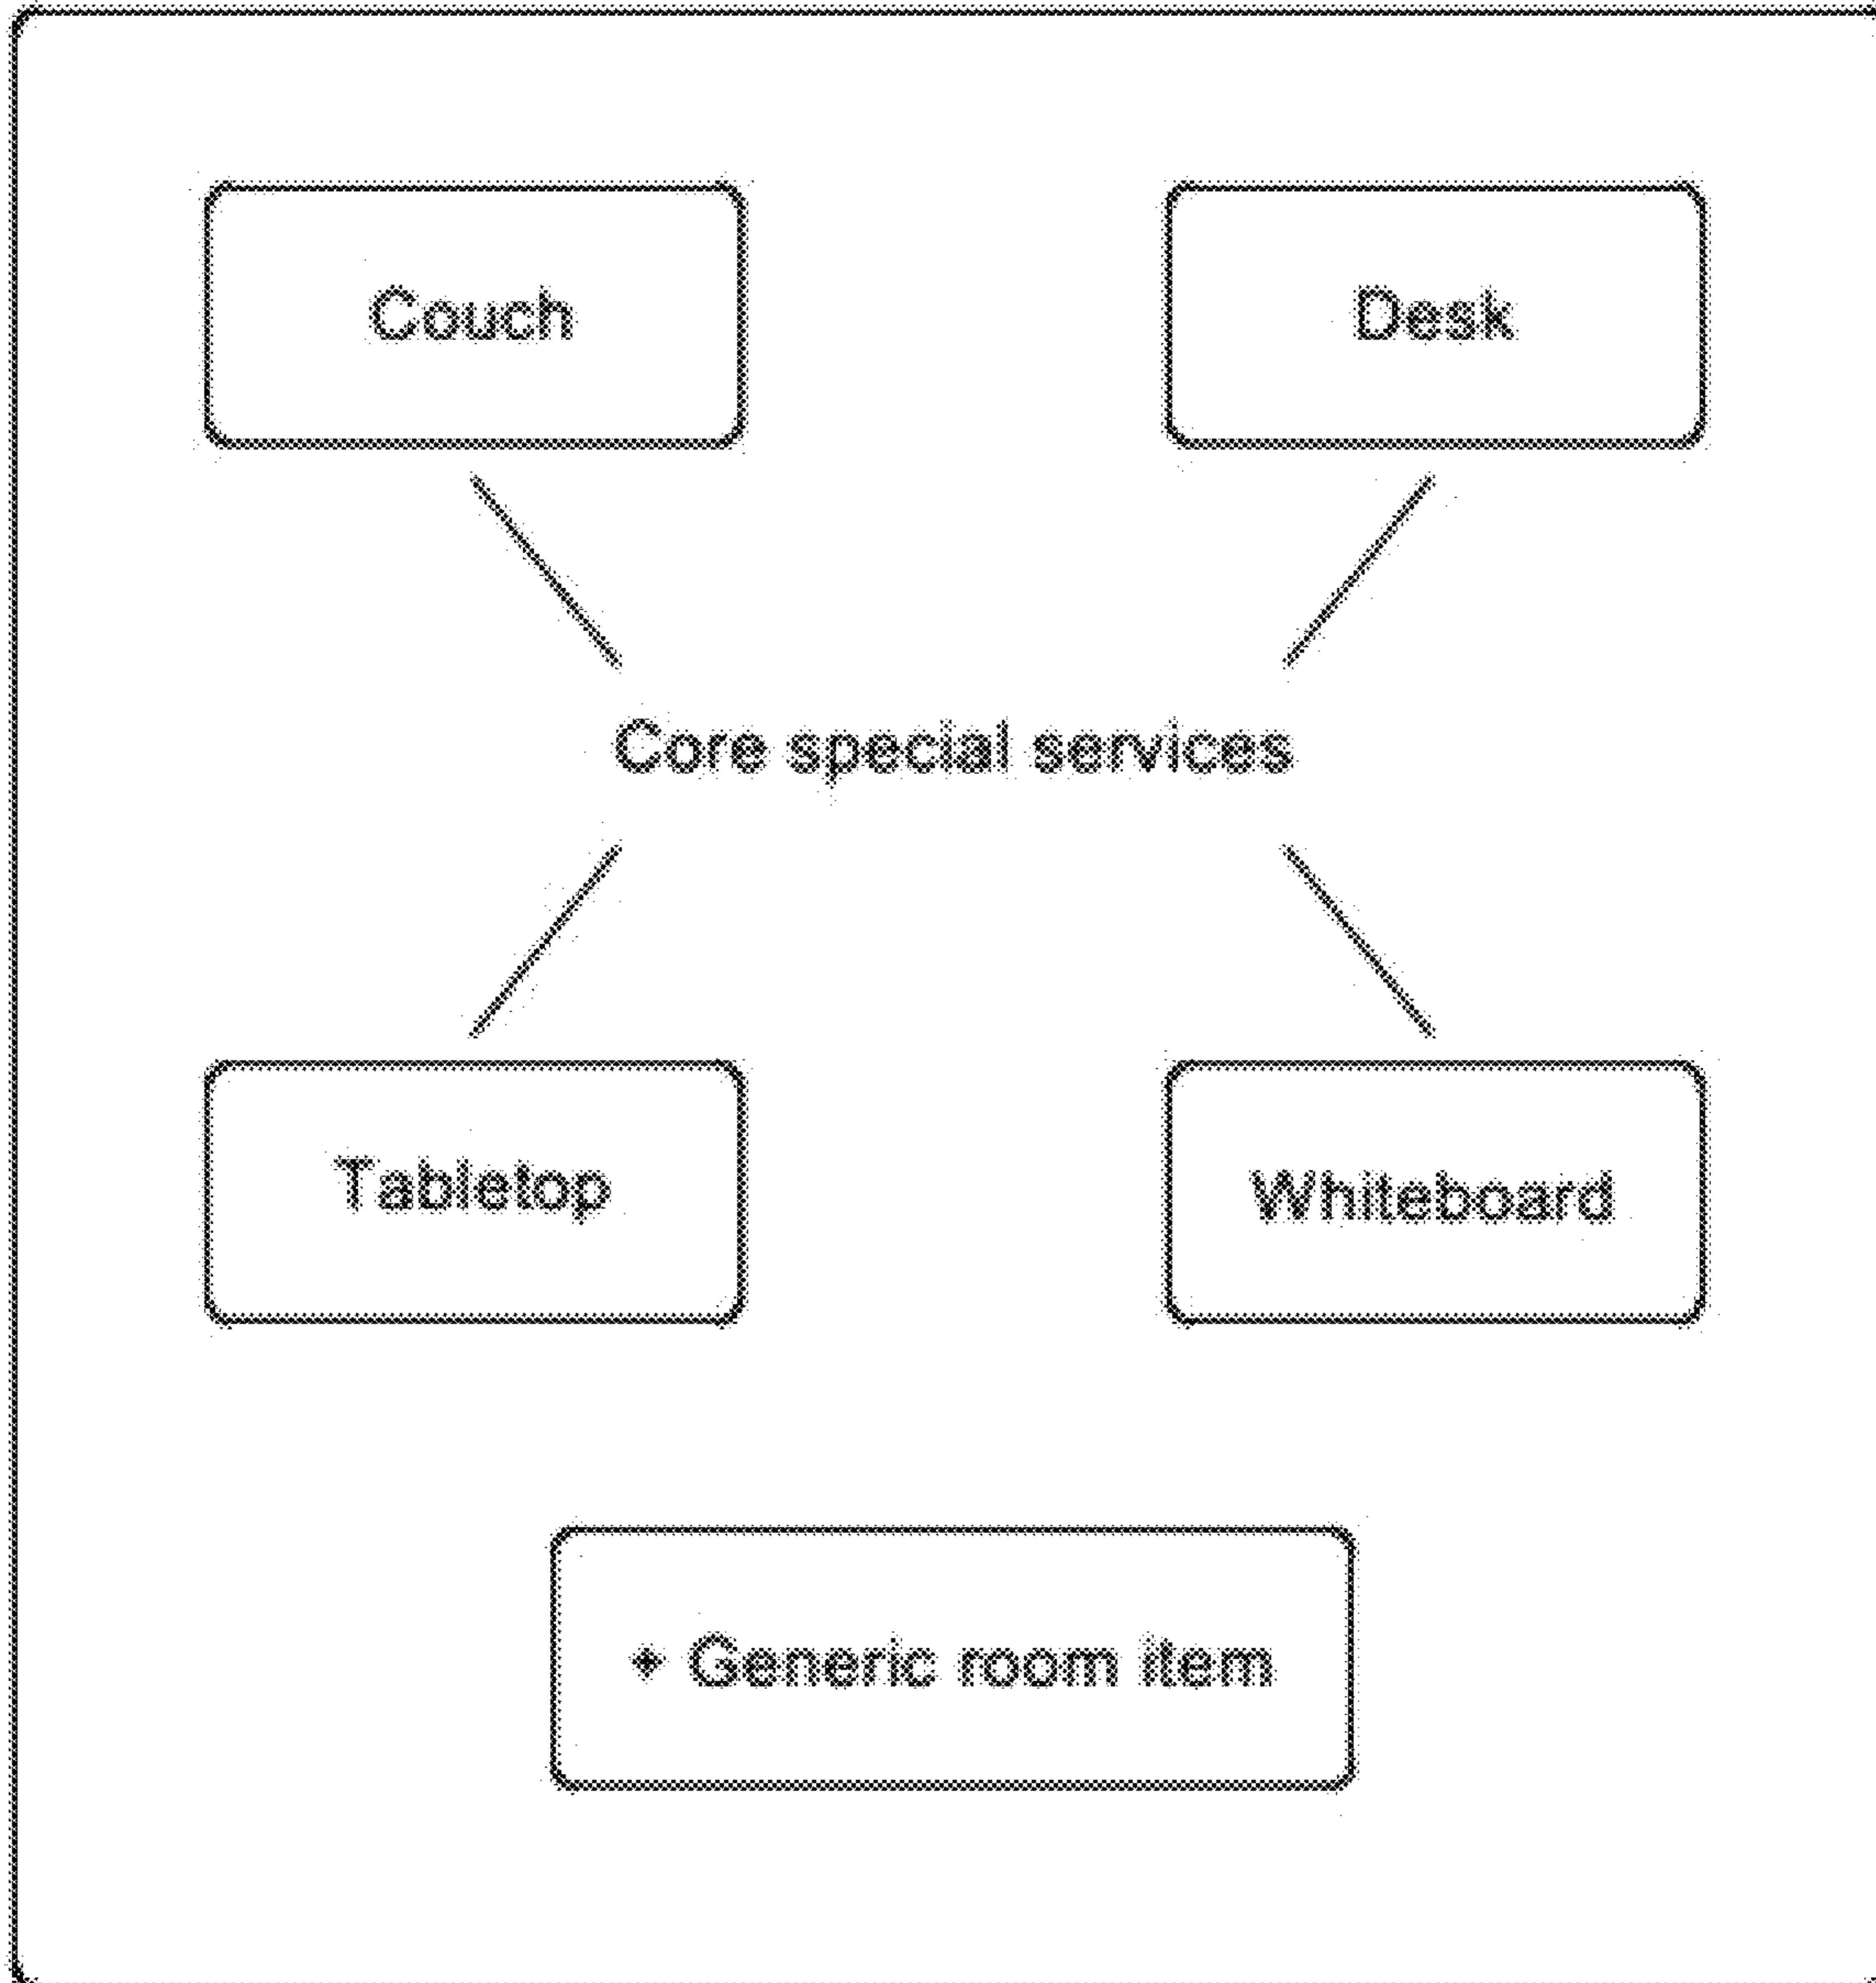 Couch
Desk
Core special services
Tabletop
Whiteboard
+ Generic room item